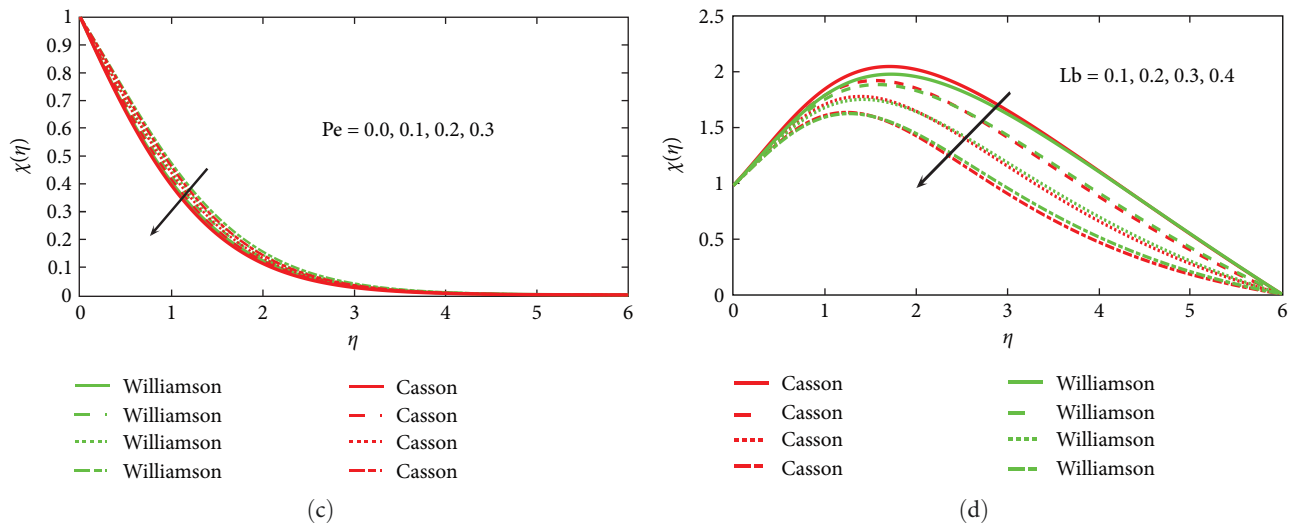 1
0.9
0.8
0.7
0.6
0.5
0.4
0.3
0.2
0.1
0
χ(η)
Pe = 0.0, 0.1, 0.2, 0.3
0 1 2 3 4 5 6
η
Williamson
Williamson
Williamson
Williamson
Casson
Casson
Casson
Casson
(c)
2.5
2
1.5
1
0.5
0
χ(η)
Lb = 0.1, 0.2, 0.3, 0.4
0 1 2 3 4 5 6
η
Casson
Casson
Casson
Casson
Williamson
Williamson
Williamson
Williamson
(d)